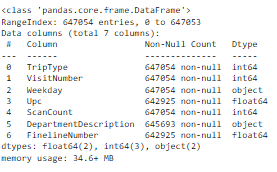 <class 'pandas.core.frame.DataFrame'>
RangeIndex: 647054 entries, 0 to 647053
Data columns (total 7 columns):
 #   Column                 Non-Null Count   Dtype
---  ------                 --------------   -----
 0   TripType               647054 non-null  int64
 1   VisitNumber            647054 non-null  int64
 2   Weekday                647054 non-null  object
 3   Upc                    642925 non-null  float64
 4   ScanCount              647054 non-null  int64
 5   DepartmentDescription  645693 non-null  object
 6   FinelineNumber         642925 non-null  float64
dtypes: float64(2), int64(3), object(2)
memory usage: 34.6+ MB